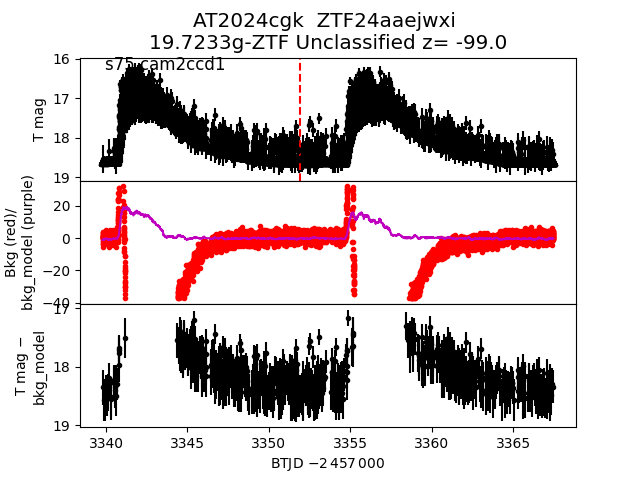 AT2024cgk ZTF24aaejwxi
19.7233g-ZTF Unclassified z= -99.0
s75 cam2ccd1
16
17
18
19
T mag
20
0
−20
−40
Bkg (red)/
bkg_model (purple)
17
18
19
T mag −
bkg_model
3340 3345 3350 3355 3360 3365
BTJD −2 457 000